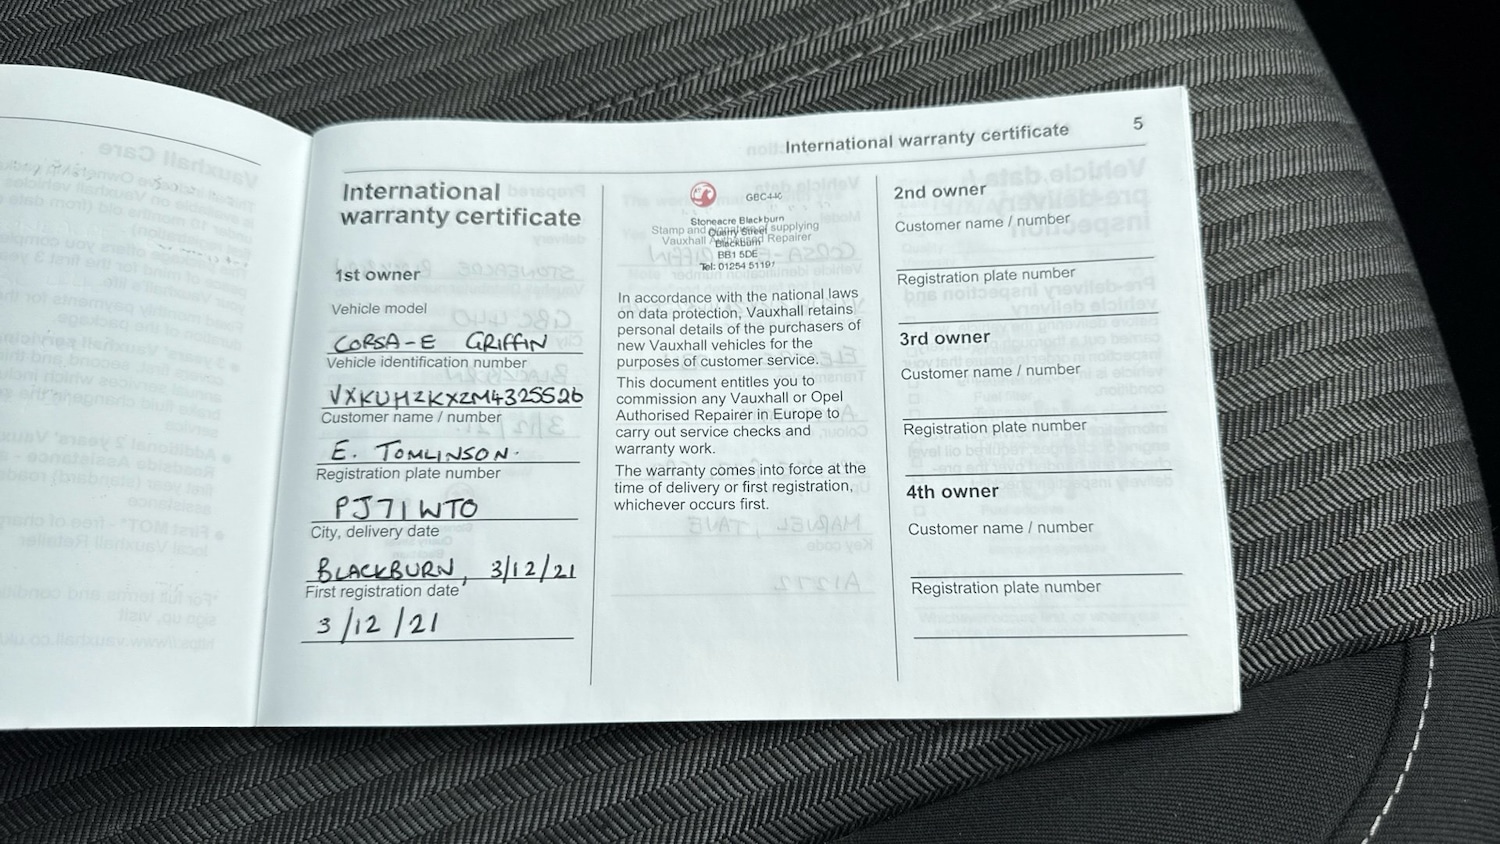 International warranty certificate
5
International
warranty certificate
1st owner
Vehicle model
CORSA-E GRIFFIN
Vehicle identification number
VXKUHZKXZM4325526
Customer name / number
E. TOMLINSON.
Registration plate number
PJ71 WTO
City, delivery date
BLACKBURN, 3/12/21
First registration date
3/12/21
GBC440
Stoneacre Blackburn
Stamp and supplying
Quarry Street
Vauxhall and Repairer
Blackburn
BB1 5DE
Tel: 01254 51191
In accordance with the national laws
on data protection, Vauxhall retains
personal details of the purchasers of
new Vauxhall vehicles for the
purposes of customer service.
This document entitles you to
commission any Vauxhall or Opel
Authorised Repairer in Europe to
carry out service checks and
warranty work.
The warranty comes into force at the
time of delivery or first registration,
whichever occurs first.
2nd owner
Customer name / number
Registration plate number
3rd owner
Customer name / number
Registration plate number
4th owner
Customer name / number
Registration plate number